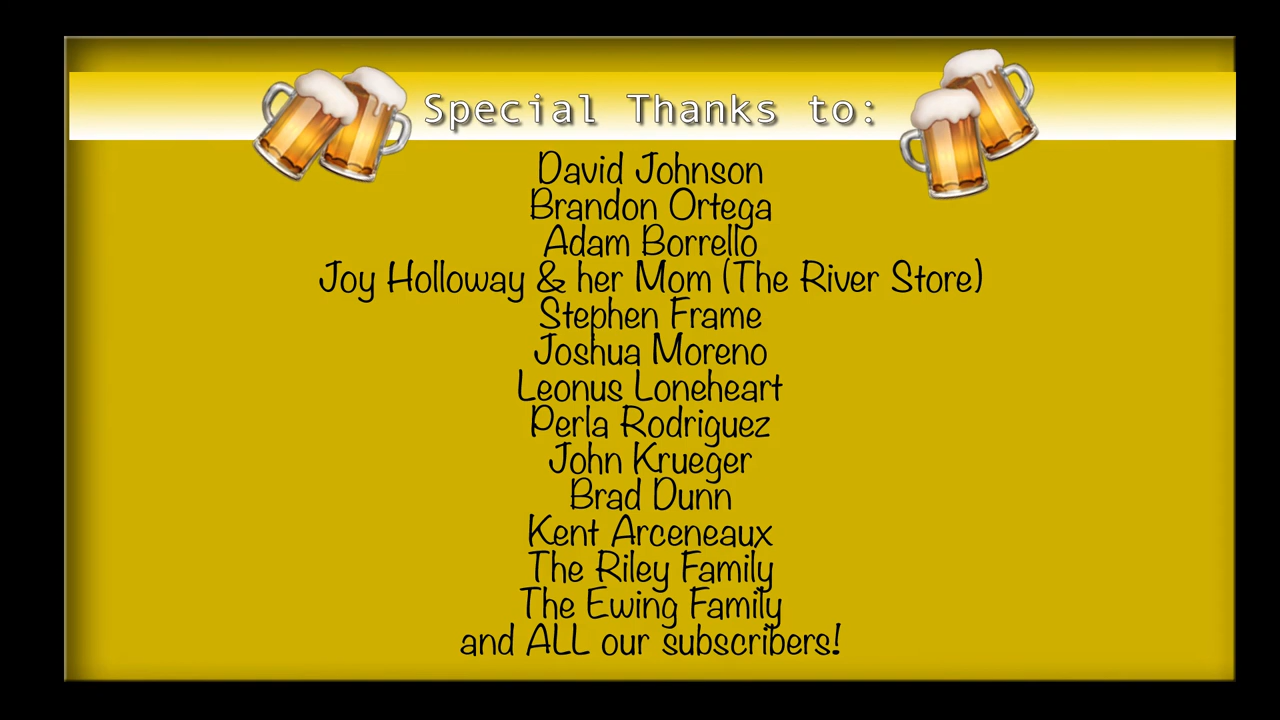 Special Thanks to:
David Johnson
Brandon Ortega
Adam Borrello
Joy Holloway & her Mom (The River Store)
Stephen Frame
Joshua Moreno
Leonus Loneheart
Perla Rodriguez
John Krueger
Brad Dunn
Kent Arceneaux
The Riley Family
The Ewing Family
and ALL our subscribers!